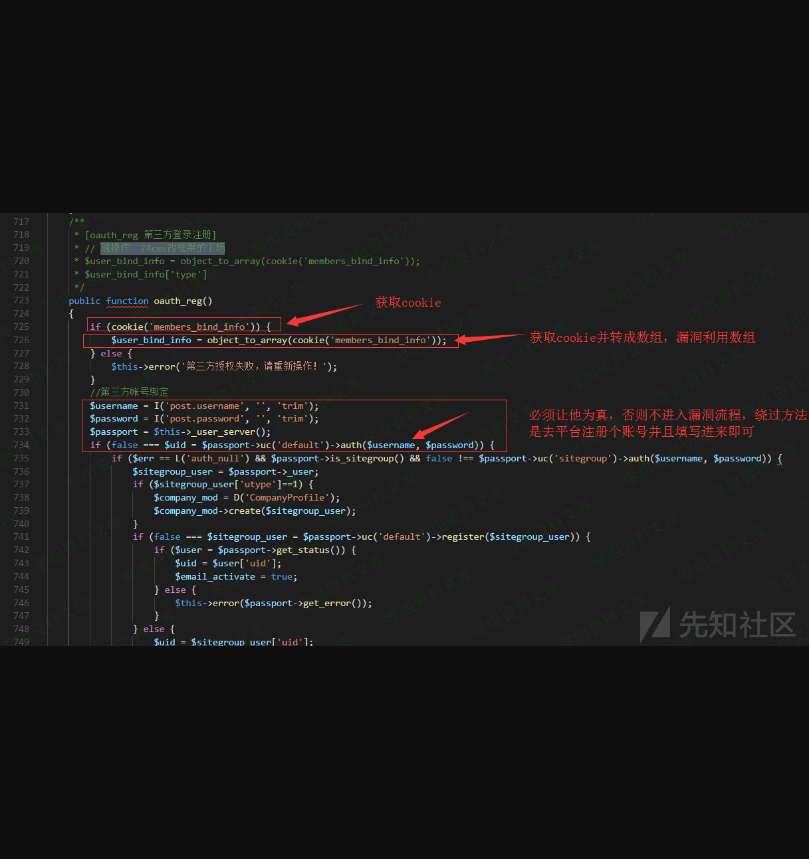 717 /**
718 * [oauth_reg 第三方登录注册]
719 * // 骚操作 74cms改框架的下场
720 * $user_bind_info = object_to_array(cookie('members_bind_info'));
721 * $user_bind_info['type']
722 */
723 public function oauth_reg()
获取cookie
724 {
725 if (cookie('members_bind_info')) {
726 $user_bind_info = object_to_array(cookie('members_bind_info'));
获取cookie并转成数组，漏洞利用数组
727 } else {
728 $this->error('第三方授权失败，请重新操作！');
729 }
730 //第三方帐号绑定
731 $username = I('post.username', '', 'trim');
732 $password = I('post.password', '', 'trim');
733 $passport = $this->_user_server();
734 if (false === $uid = $passport->uc('default')->auth($username, $password)) {
必须让他为真，否则不进入漏洞流程，绕过方法
是去平台注册个账号并且填写进来即可
735 if ($err == L('auth_null') && $passport->is_sitegroup() && false !== $passport->uc('sitegroup')->auth($username, $password)) {
736 $sitegroup_user = $passport->_user;
737 if ($sitegroup_user['utype']==1) {
738 $company_mod = D('CompanyProfile');
739 $company_mod->create($sitegroup_user);
740 }
741 if (false === $sitegroup_user = $passport->uc('default')->register($sitegroup_user)) {
742 if ($user = $passport->get_status()) {
743 $uid = $user['uid'];
744 $email_activate = true;
745 } else {
746 $this->error($passport->get_error());
747 }
748 } else {
749 $uid = $sitegroup_user['uid'];
先知社区